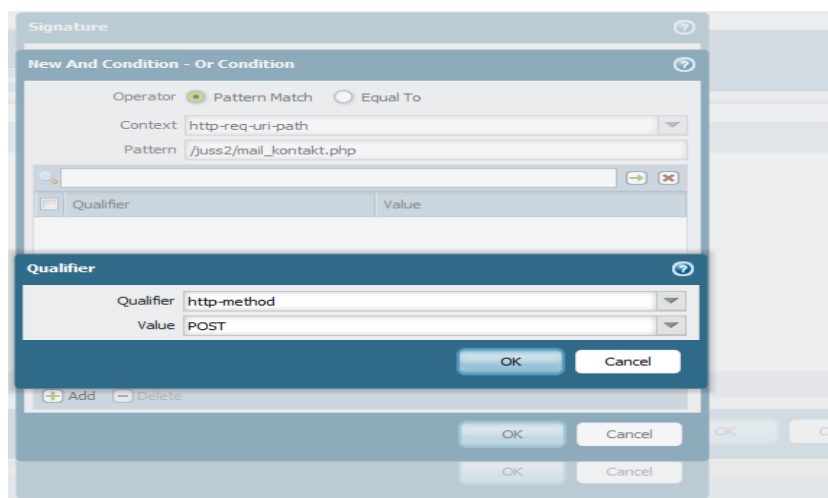 Signature
New And Condition - Or Condition
Operator Pattern Match Equal To
Context http-req-uri-path
Pattern /juss2/mail_kontakt.php
Qualifier Value
Qualifier
Qualifier http-method
Value POST
OK Cancel
Add Delete
OK Cancel
OK
OK Cancel